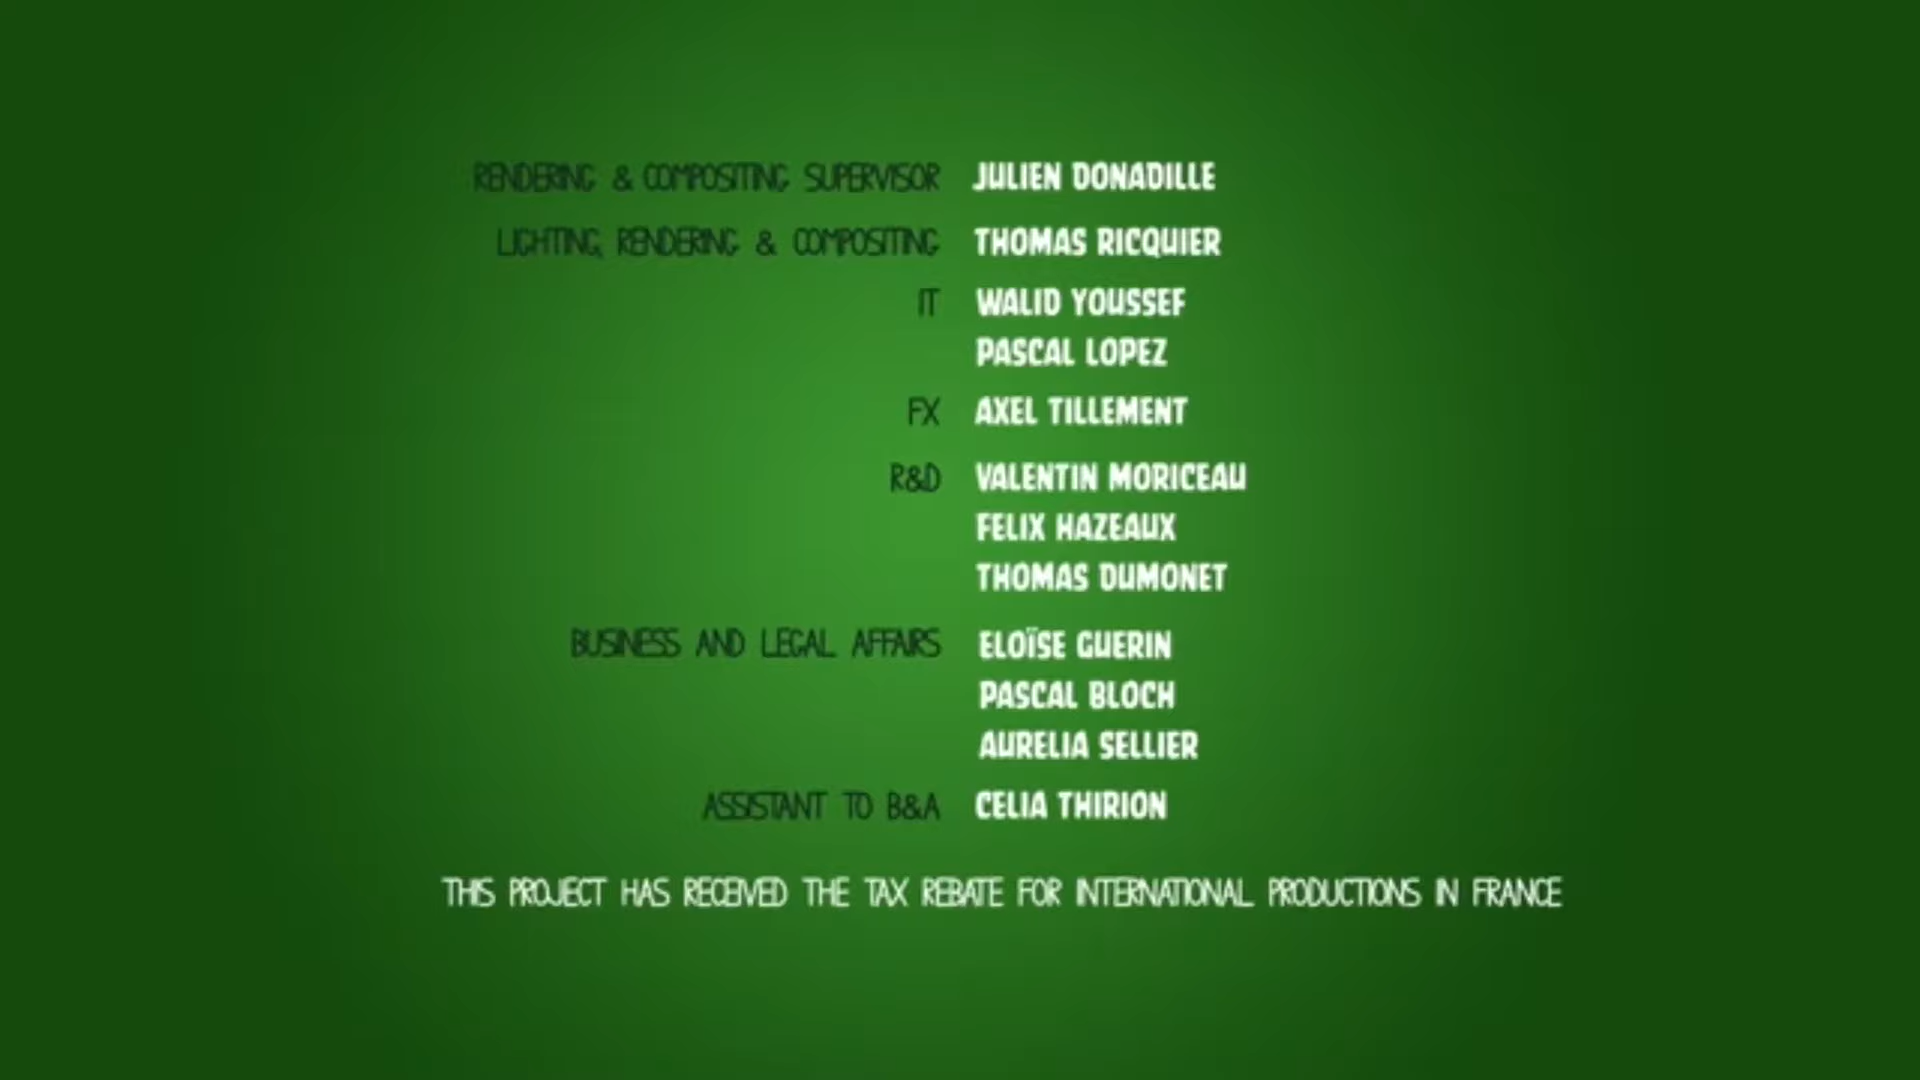 RENDERING & COMPOSITING SUPERVISOR JULIEN DONADILLE
LIGHTING, RENDERING & COMPOSITING THOMAS RICQUIER
IT WALID YOUSSEF
PASCAL LOPEZ
FX AXEL TILLEMENT
R&D VALENTIN MORICEAU
FELIX HAZEAUX
THOMAS DUMONET
BUSINESS AND LEGAL AFFAIRS ELOÏSE GUERIN
PASCAL BLOCH
AURELIA SELLIER
ASSISTANT TO B&A CELIA THIRION
THIS PROJECT HAS RECEIVED THE TAX REBATE FOR INTERNATIONAL PRODUCTIONS IN FRANCE